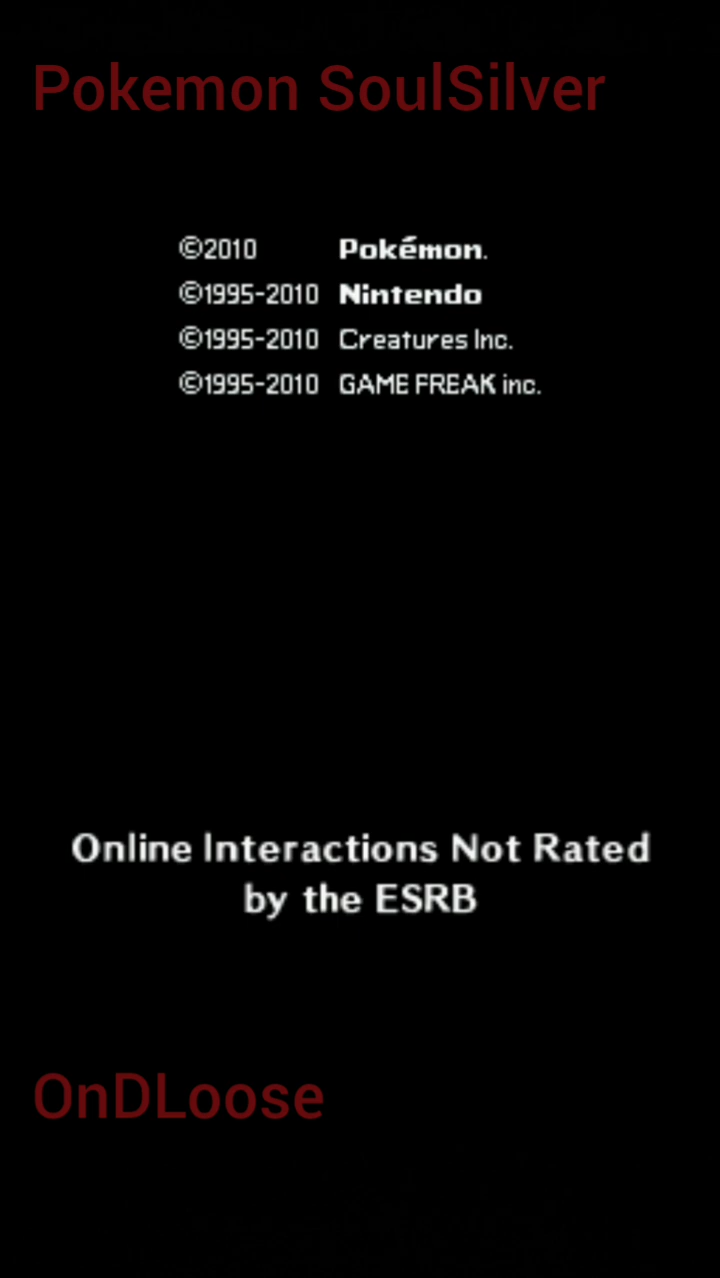 Pokemon SoulSilver
©2010 Pokémon.
©1995-2010 Nintendo
©1995-2010 Creatures Inc.
©1995-2010 GAME FREAK inc.
Online Interactions Not Rated
by the ESRB
OnDLoose